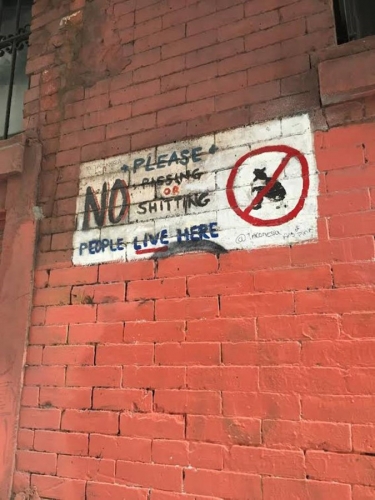 PLEASE
NO PISSING
OR
SHITTING
PEOPLE LIVE HERE